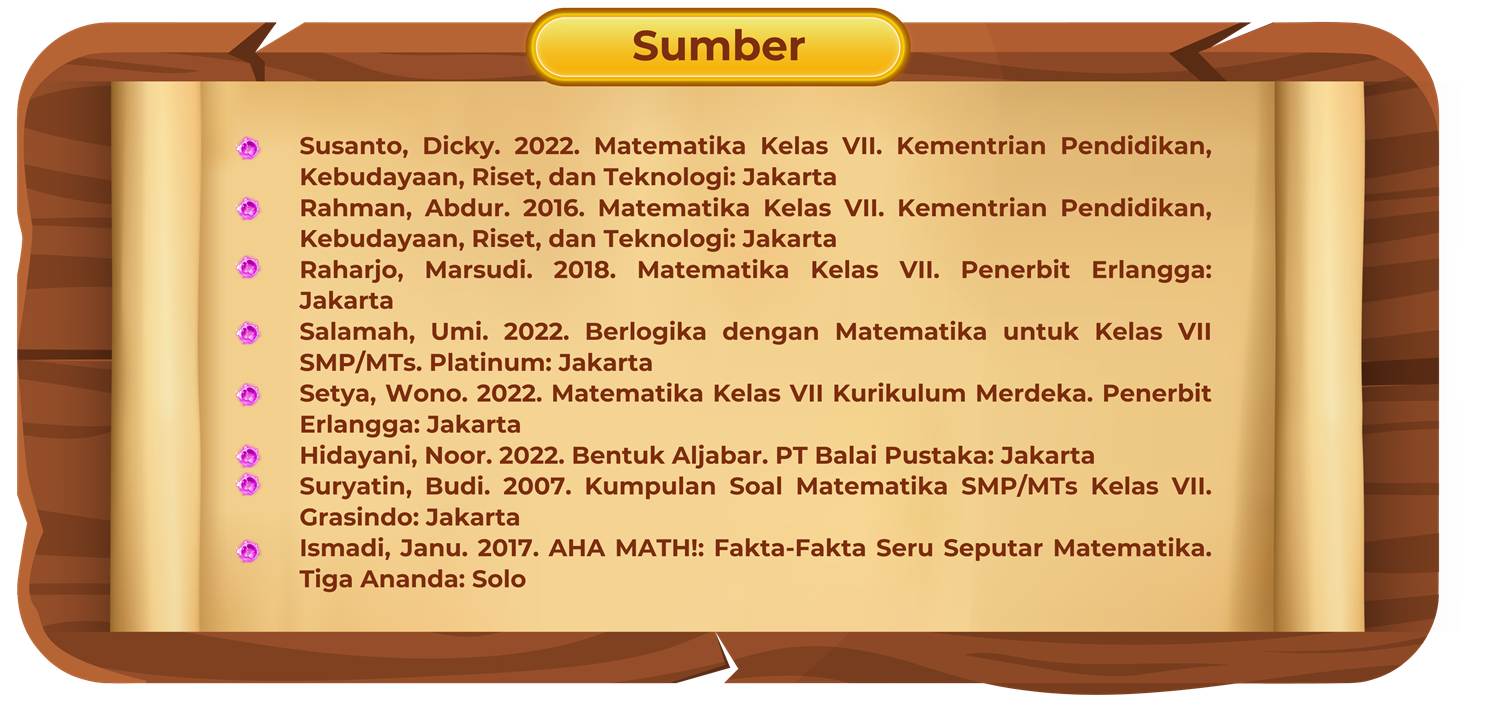 Sumber
Susanto, Dicky. 2022. Matematika Kelas VII. Kementrian Pendidikan,
Kebudayaan, Riset, dan Teknologi: Jakarta
Rahman, Abdur. 2016. Matematika Kelas VII. Kementrian Pendidikan,
Kebudayaan, Riset, dan Teknologi: Jakarta
Raharjo, Marsudi. 2018. Matematika Kelas VII. Penerbit Erlangga:
Jakarta
Salamah, Umi. 2022. Berlogika dengan Matematika untuk Kelas VII
SMP/MTs. Platinum: Jakarta
Setya, Wono. 2022. Matematika Kelas VII Kurikulum Merdeka. Penerbit
Erlangga: Jakarta
Hidayani, Noor. 2022. Bentuk Aljabar. PT Balai Pustaka: Jakarta
Suryatin, Budi. 2007. Kumpulan Soal Matematika SMP/MTs Kelas VII.
Grasindo: Jakarta
Ismadi, Janu. 2017. AHA MATH!: Fakta-Fakta Seru Seputar Matematika.
Tiga Ananda: Solo